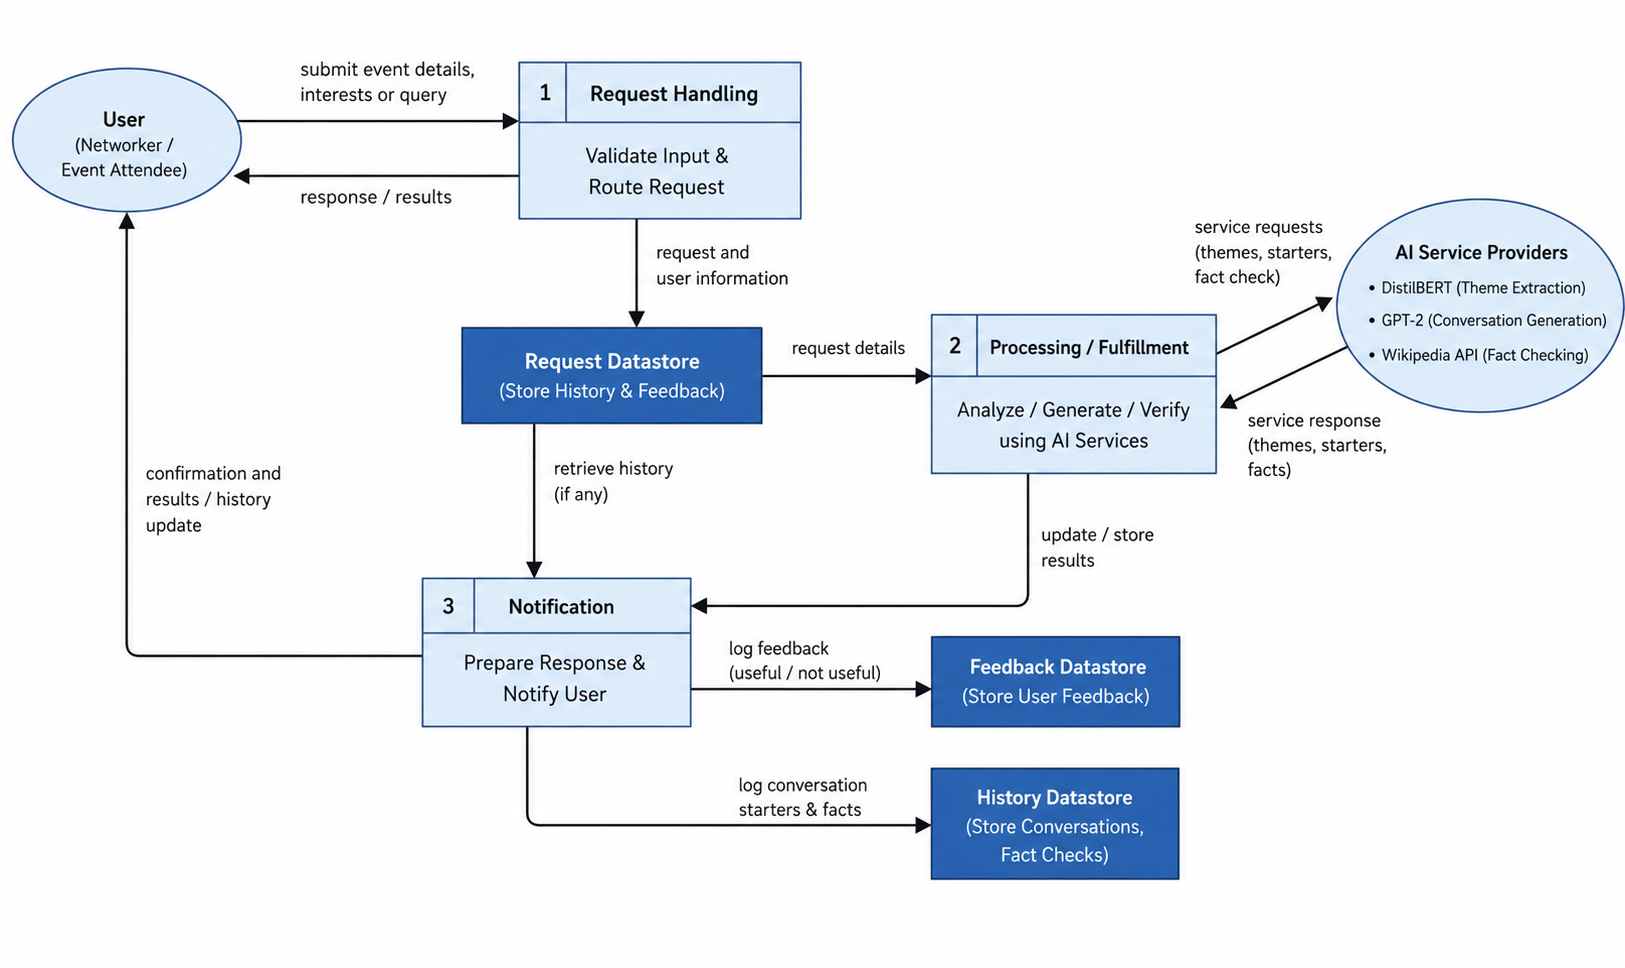 submit event details,
interests or query
User
(Networker /
Event Attendee)
response / results
1
Request Handling
Validate Input &
Route Request
request and
user information
service requests
(themes, starters,
fact check)
AI Service Providers
• DistilBERT (Theme Extraction)
• GPT-2 (Conversation Generation)
• Wikipedia API (Fact Checking)
Request Datastore
(Store History & Feedback)
request details
2
Processing / Fulfillment
Analyze / Generate / Verify
using AI Services
service response
(themes, starters,
facts)
confirmation and
results / history
update
retrieve history
(if any)
update / store
results
3
Notification
Prepare Response &
Notify User
log feedback
(useful / not useful)
Feedback Datastore
(Store User Feedback)
log conversation
starters & facts
History Datastore
(Store Conversations,
Fact Checks)